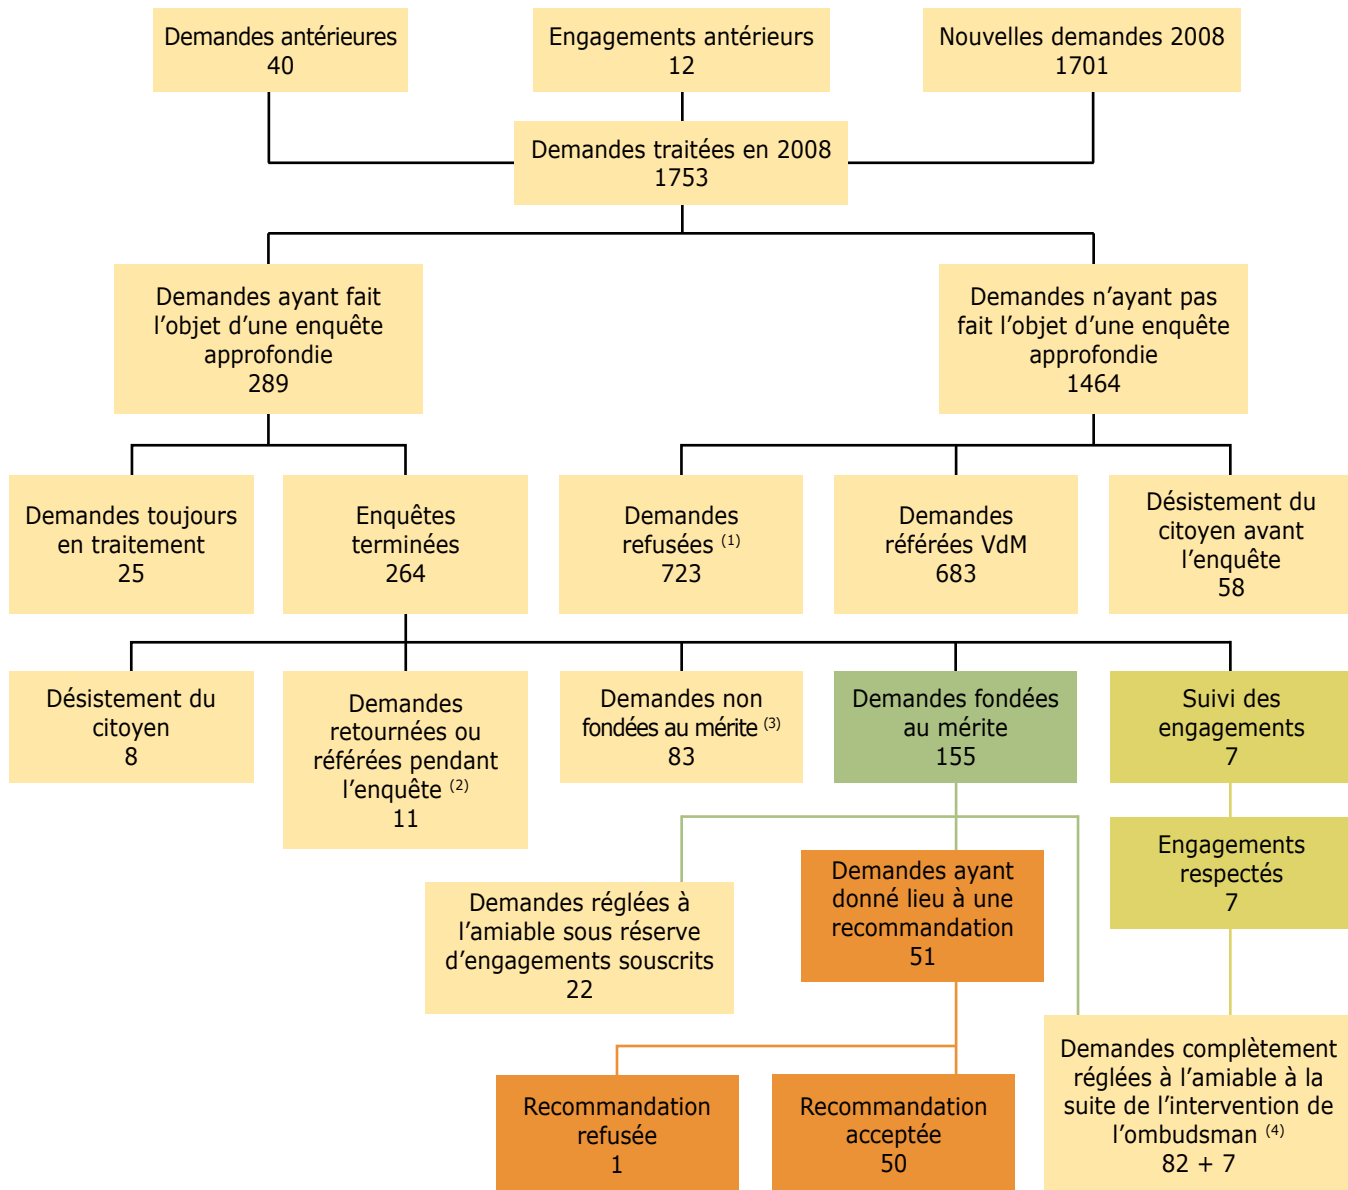 Demandes antérieures
40
Engagements antérieurs
12
Nouvelles demandes 2008
1701
Demandes traitées en 2008
1753
Demandes ayant fait
l’objet d’une enquête
approfondie
289
Demandes n’ayant pas
fait l’objet d’une enquête
approfondie
1464
Demandes toujours
en traitement
25
Enquêtes
terminées
264
Demandes
refusées (1)
723
Demandes
référées VdM
683
Désistement du
citoyen avant
l’enquête
58
Désistement du
citoyen
8
Demandes
retournées ou
référées pendant
l’enquête (2)
11
Demandes non
fondées au mérite (3)
83
Demandes fondées
au mérite
155
Suivi des
engagements
7
Engagements
respectés
7
Demandes réglées à
l’amiable sous réserve
d’engagements souscrits
22
Demandes ayant
donné lieu à une
recommandation
51
Recommandation
refusée
1
Recommandation
acceptée
50
Demandes complètement
réglées à l’amiable à la
suite de l’intervention de
l’ombudsman (4)
82 + 7